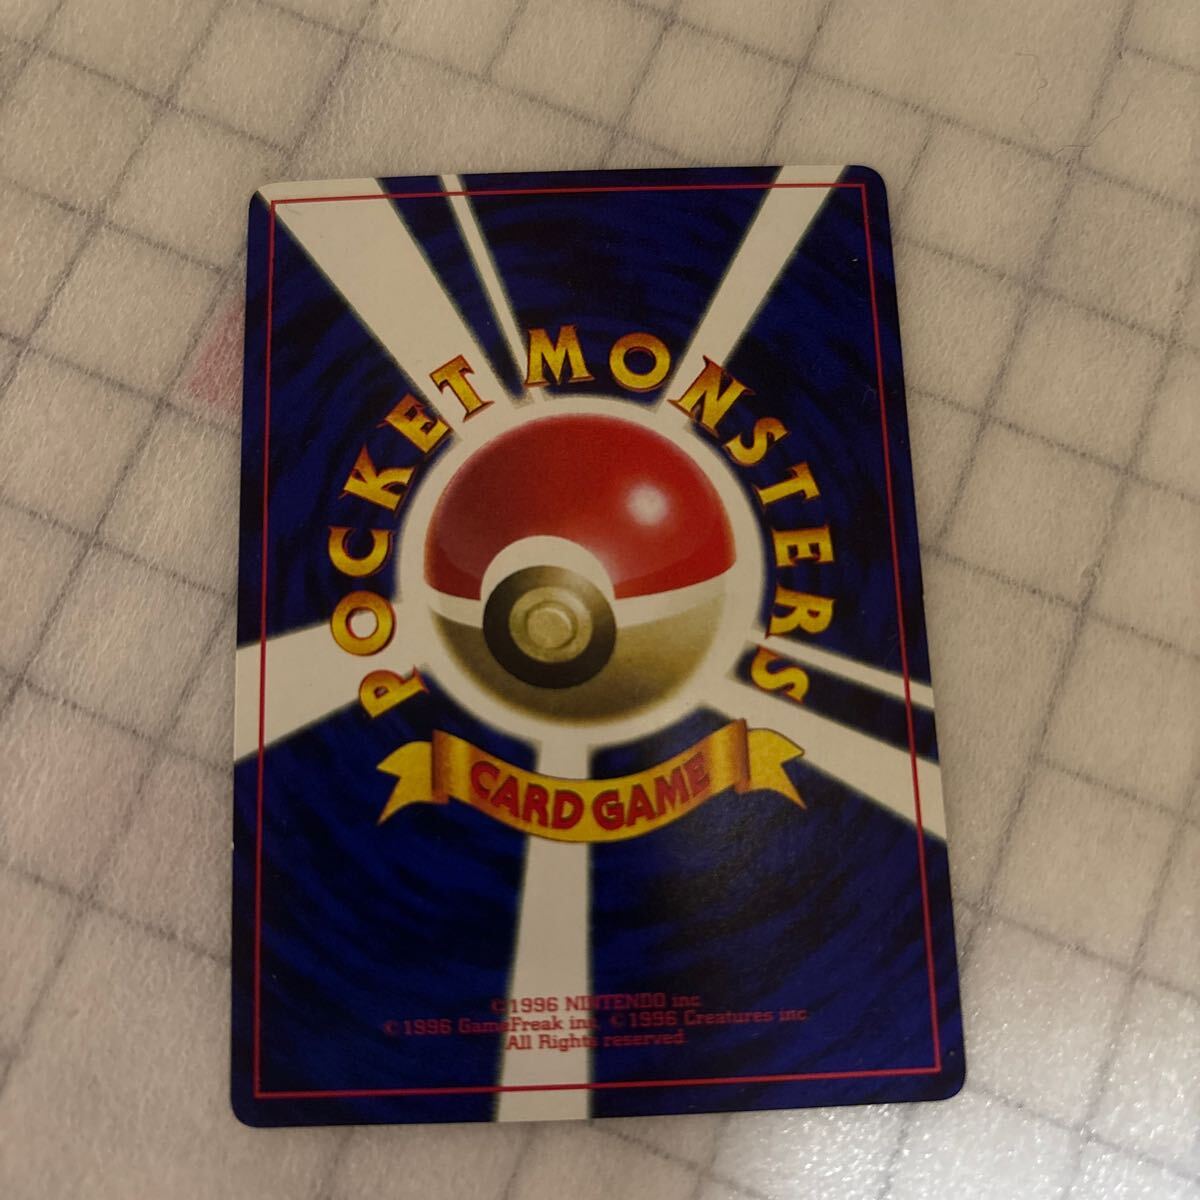 POCKET MONSTERS
CARD GAME
©1996 NINTENDO inc.
©1996 GameFreak inc. ©1996 Creatures inc.
All Rights reserved.